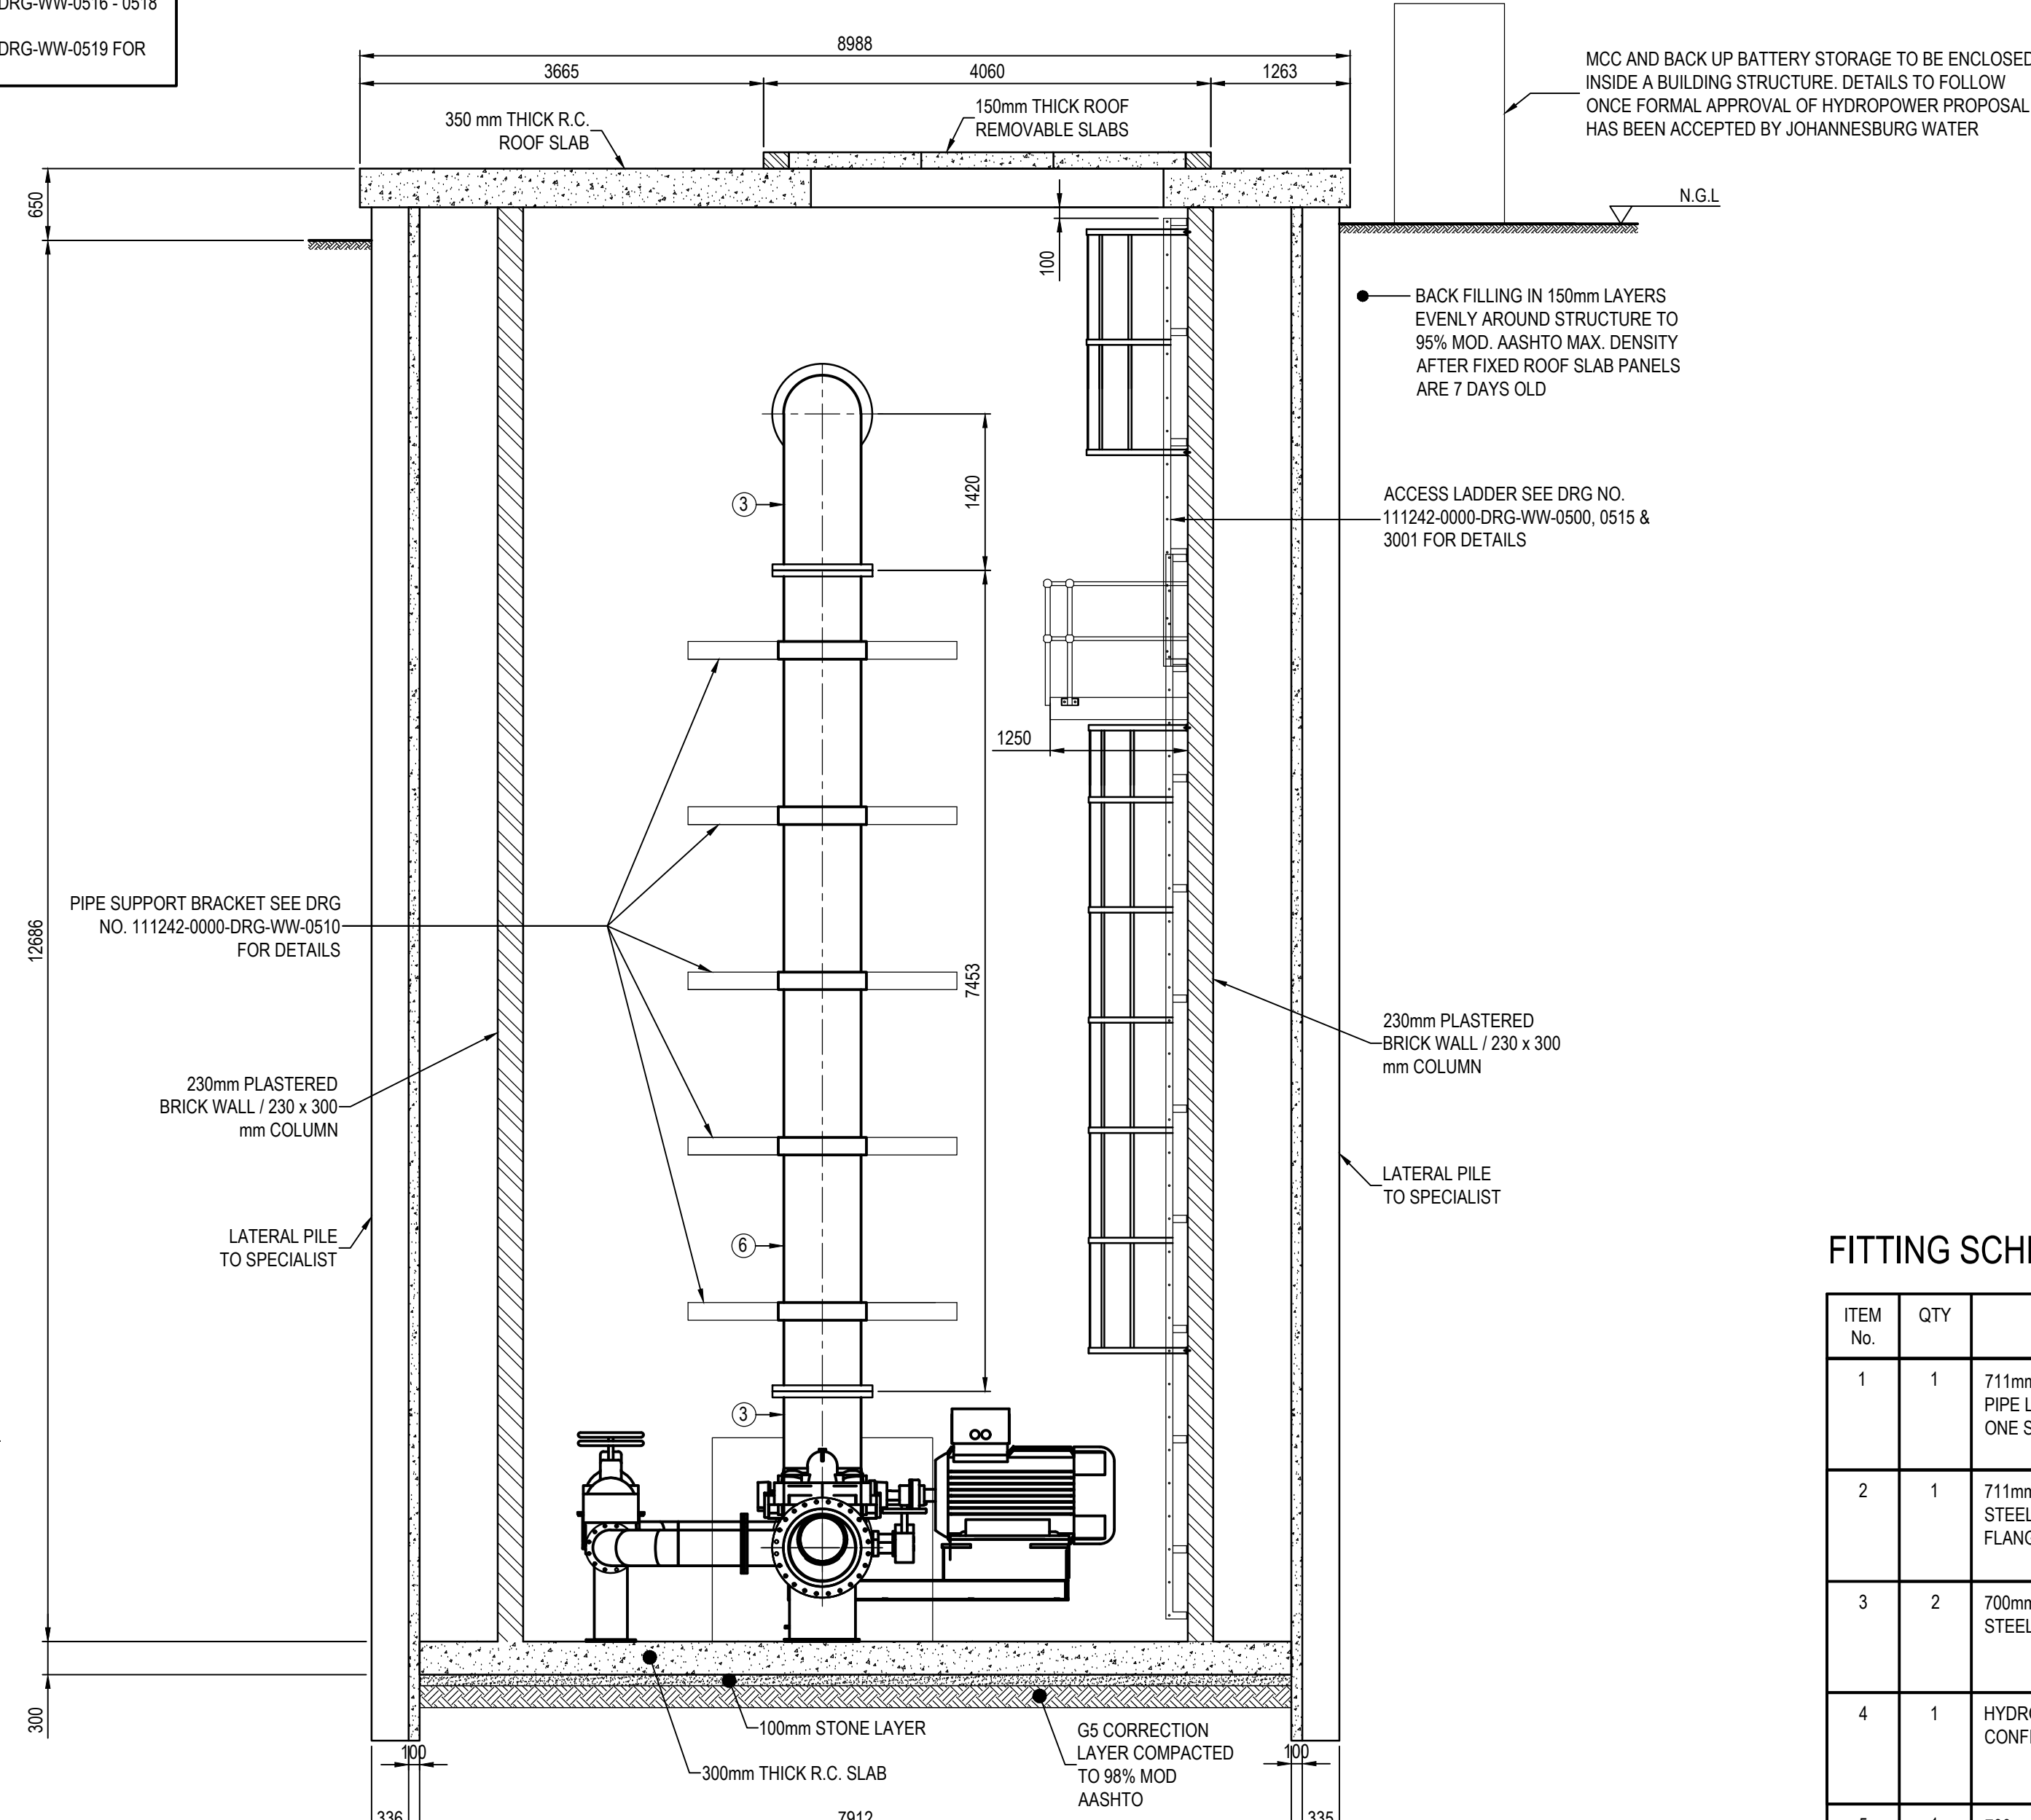 DRG-WW-0516 - 0518
DRG-WW-0519 FOR
8988
3665
4060
1263
350 mm THICK R.C.
ROOF SLAB
150mm THICK ROOF
REMOVABLE SLABS
MCC AND BACK UP BATTERY STORAGE TO BE ENCLOSED
INSIDE A BUILDING STRUCTURE. DETAILS TO FOLLOW
ONCE FORMAL APPROVAL OF HYDROPOWER PROPOSAL
HAS BEEN ACCEPTED BY JOHANNESBURG WATER
650
N.G.L
100
BACK FILLING IN 150mm LAYERS
EVENLY AROUND STRUCTURE TO
95% MOD. AASHTO MAX. DENSITY
AFTER FIXED ROOF SLAB PANELS
ARE 7 DAYS OLD
3
1420
ACCESS LADDER SEE DRG NO.
111242-0000-DRG-WW-0500, 0515 &
3001 FOR DETAILS
1250
12686
PIPE SUPPORT BRACKET SEE DRG
NO. 111242-0000-DRG-WW-0510
FOR DETAILS
7453
230mm PLASTERED
BRICK WALL / 230 x 300
mm COLUMN
230mm PLASTERED
BRICK WALL / 230 x 300
mm COLUMN
LATERAL PILE
TO SPECIALIST
LATERAL PILE
TO SPECIALIST
6
3
300
100mm STONE LAYER
300mm THICK R.C. SLAB
G5 CORRECTION
LAYER COMPACTED
TO 98% MOD
AASHTO
100
100
336
7912
335
FITTING SCH
ITEM
No.
QTY
1
1
711mm
PIPE L
ONE S
2
1
711mm
STEEL
FLANG
3
2
700mm
STEEL
4
1
HYDRO
CONF